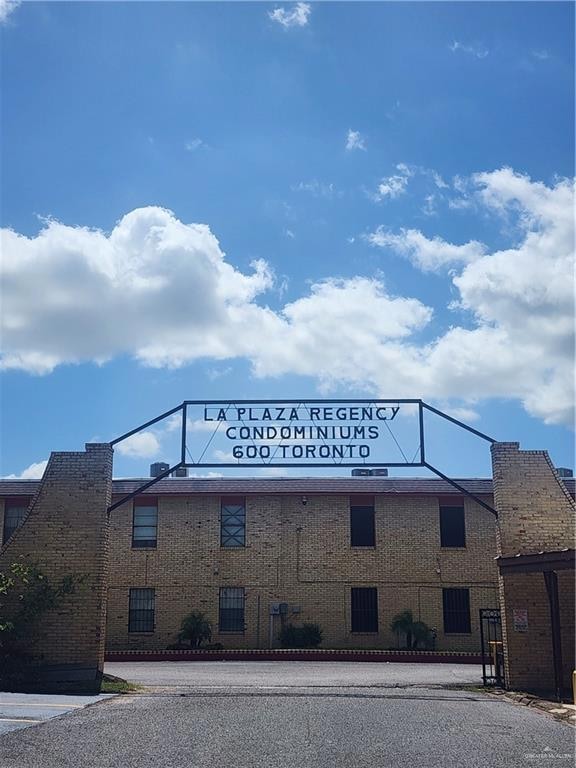 LA PLAZA REGENCY
CONDOMINIUMS
600 TORONTO